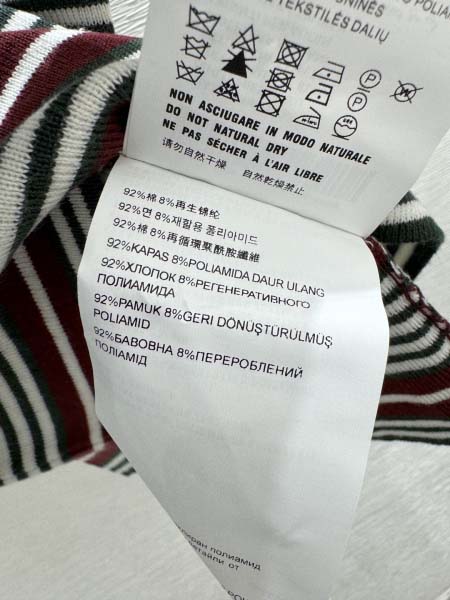 SNINĖS
E TEKSTILĖS DALIŲ
NON ASCIUGARE IN MODO NATURALE
DO NOT NATURAL DRY
NE PAS SÉCHER À L'AIR LIBRE
请勿自然干燥 自然乾燥禁止
92%棉 8%再生锦纶
92%면 8%재활용 폴리아미드
92%棉 8%再循環聚酰胺纖維
92%KAPAS 8%POLIAMIDA DAUR ULANG
92%ХЛОПОК 8%РЕГЕНЕРАТИВНОГО
ПОЛИАМИДА
92%PAMUK 8%GERİ DÖNÜŞTÜRÜLMÜŞ
POLIAMID
92%БАВОВНА 8%ПЕРЕРОБЛЕНИЙ
ПОЛІАМІД
полиамид
от